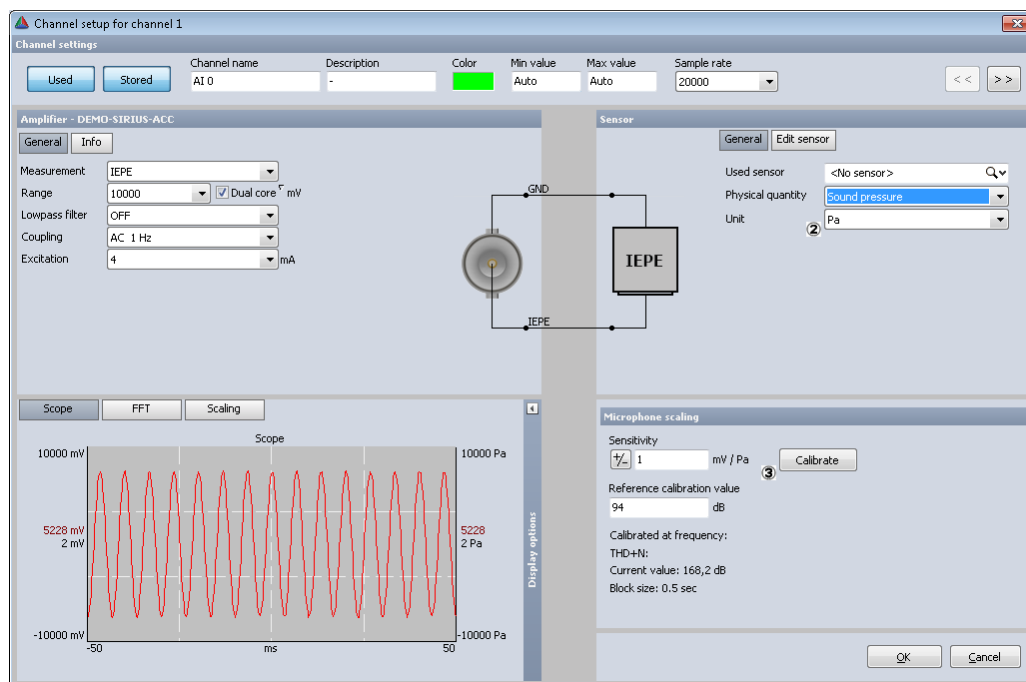 Channel setup for channel 1
Channel settings
Used
Stored
Channel name
AI 0
Description
-
Color
Min value
Auto
Max value
Auto
Sample rate
20000
<<
>>
Amplifier - DEMO-SIRIUS-ACC
General
Info
Measurement
IEPE
Range
10000
Dual core
mV
Lowpass filter
OFF
Coupling
AC 1 Hz
Excitation
4
mA
GND
IEPE
IEPE
Sensor
General
Edit sensor
Used sensor
<No sensor>
Physical quantity
Sound pressure
Unit
②
Pa
Scope
FFT
Scaling
Scope
10000 mV
10000 Pa
5228 mV
2 mV
5228
2 Pa
-10000 mV
-10000 Pa
-50
ms
50
Display options
Microphone scaling
Sensitivity
+/-
1
mV / Pa
③
Calibrate
Reference calibration value
94
dB
Calibrated at frequency:
THD+N:
Current value: 168,2 dB
Block size: 0.5 sec
OK
Cancel